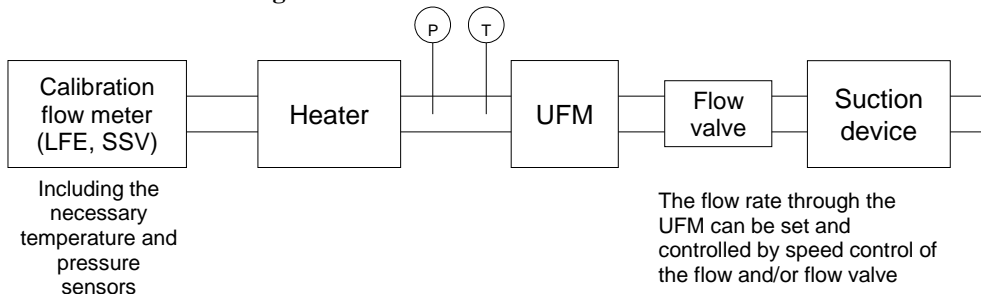 P T
Calibration
flow meter
(LFE, SSV)
Heater
UFM
Flow
valve
Suction
device
Including the
necessary
temperature and
pressure
sensors
The flow rate through the
UFM can be set and
controlled by speed control of
the flow and/or flow valve